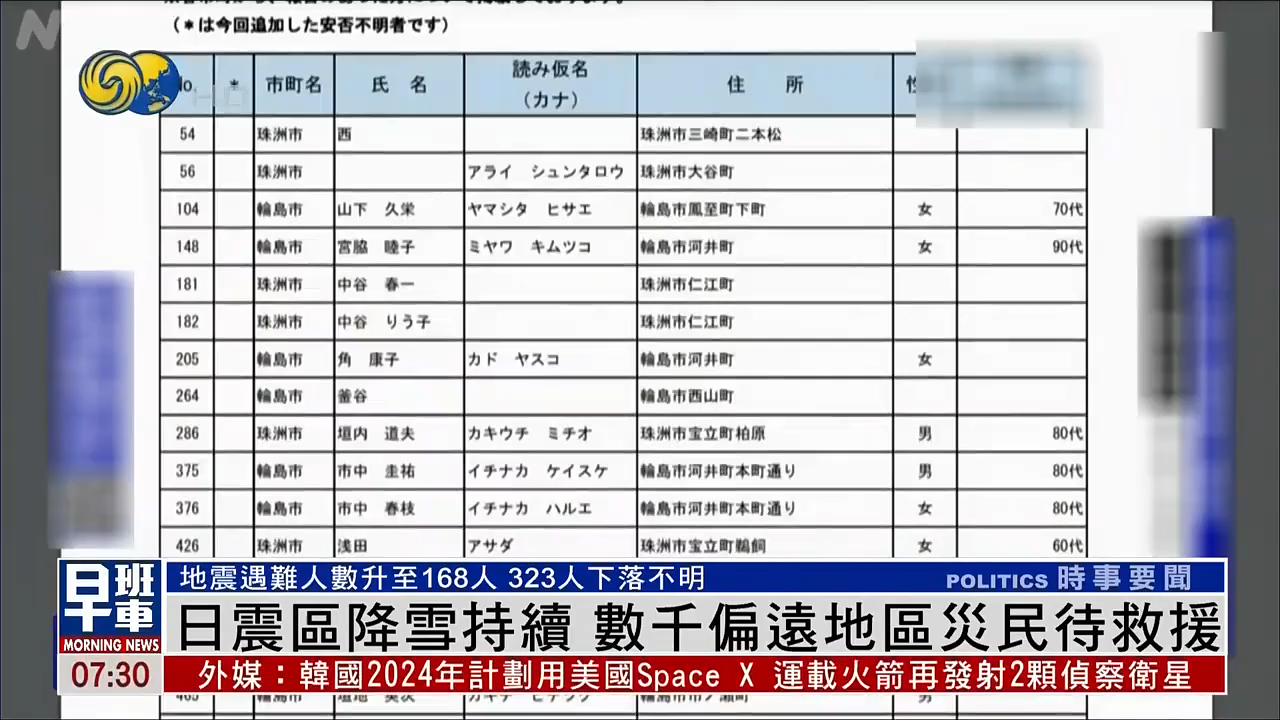 （＊は今回追加した安否不明者です）
No. ＊ 市町名 氏 名 読み仮名（カナ） 住 所
54 珠洲市 西 珠洲市三崎町二本松
56 珠洲市 アライ シュンタロウ 珠洲市大谷町
104 輪島市 山下 久栄 ヤマシタ ヒサエ 輪島市鳳至町下町 女 70代
148 輪島市 宮脇 睦子 ミヤワ キムツコ 輪島市河井町 女 90代
181 珠洲市 中谷 春一 珠洲市仁江町
182 珠洲市 中谷 りう子 珠洲市仁江町
205 輪島市 角 康子 カド ヤスコ 輪島市河井町 女
264 輪島市 釜谷 輪島市西山町
286 珠洲市 垣内 道夫 カキウチ ミチオ 珠洲市宝立町柏原 男 80代
375 輪島市 市中 圭祐 イチナカ ケイスケ 輪島市河井町本町通り 男 80代
376 輪島市 市中 春枝 イチナカ ハルエ 輪島市河井町本町通り 女 80代
426 珠洲市 浅田 アサダ 珠洲市宝立町鵜飼 女 60代
早班車
MORNING NEWS
07:30
地震遇難人數升至168人 323人下落不明
POLITICS 時事要聞
日震區降雪持續 數千偏遠地區災民待救援
外媒：韓國2024年計劃用美國Space X 運載火箭再發射2顆偵察衛星